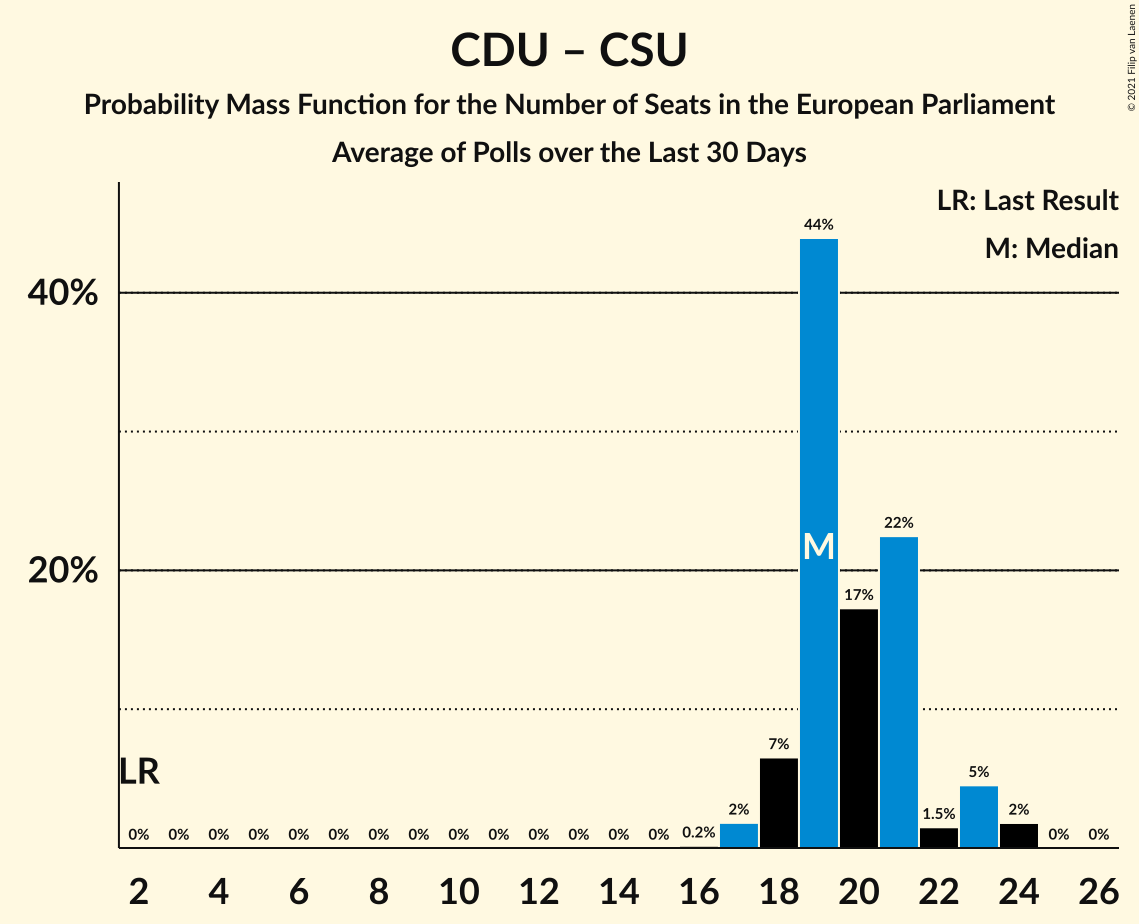 © 2021 Filip van Laenen
CDU – CSU
Probability Mass Function for the Number of Seats in the European Parliament
Average of Polls over the Last 30 Days
LR: Last Result
M: Median
44%
40%
M
22%
20%
17%
7%
LR
5%
0% 0% 0% 0% 0% 0% 0% 0% 0% 0% 0% 0% 0% 0% 0.2% 2% 1.5% 2% 0% 0%
2 4 6 8 10 12 14 16 18 20 22 24 26